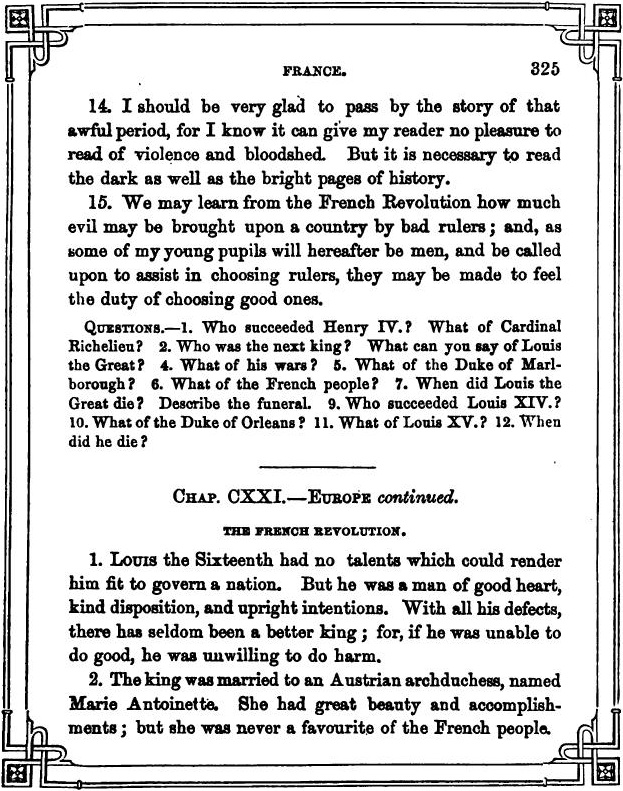 FRANCE. 325
14. I should be very glad to pass by the story of that
awful period, for I know it can give my reader no pleasure to
read of violence and bloodshed. But it is necessary to read
the dark as well as the bright pages of history.
15. We may learn from the French Revolution how much
evil may be brought upon a country by bad rulers; and, as
some of my young pupils will hereafter be men, and be called
upon to assist in choosing rulers, they may be made to feel
the duty of choosing good ones.
QUESTIONS.—1. Who succeeded Henry IV.? What of Cardinal
Richelieu? 2. Who was the next king? What can you say of Louis
the Great? 4. What of his wars? 5. What of the Duke of Marl-
borough? 6. What of the French people? 7. When did Louis the
Great die? Describe the funeral. 9. Who succeeded Louis XIV.?
10. What of the Duke of Orleans? 11. What of Louis XV.? 12. When
did he die?
CHAP. CXXI.—EUROPE continued.
THE FRENCH REVOLUTION.
1. LOUIS the Sixteenth had no talents which could render
him fit to govern a nation. But he was a man of good heart,
kind disposition, and upright intentions. With all his defects,
there has seldom been a better king; for, if he was unable to
do good, he was unwilling to do harm.
2. The king was married to an Austrian archduchess, named
Marie Antoinette. She had great beauty and accomplish-
ments; but she was never a favourite of the French people.